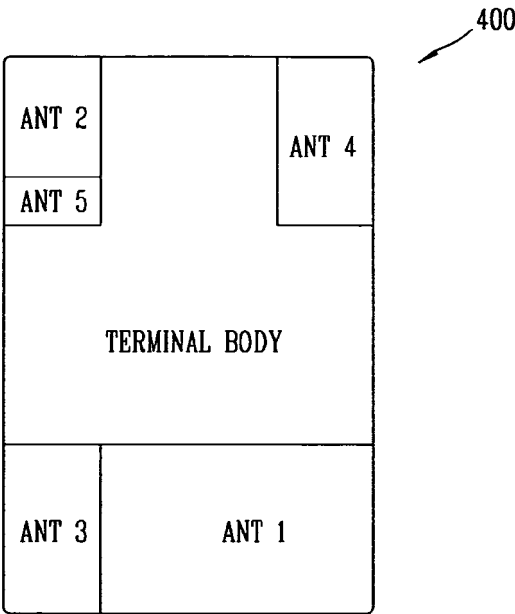 400
ANT 2
ANT 4
ANT 5
TERMINAL BODY
ANT 3
ANT 1